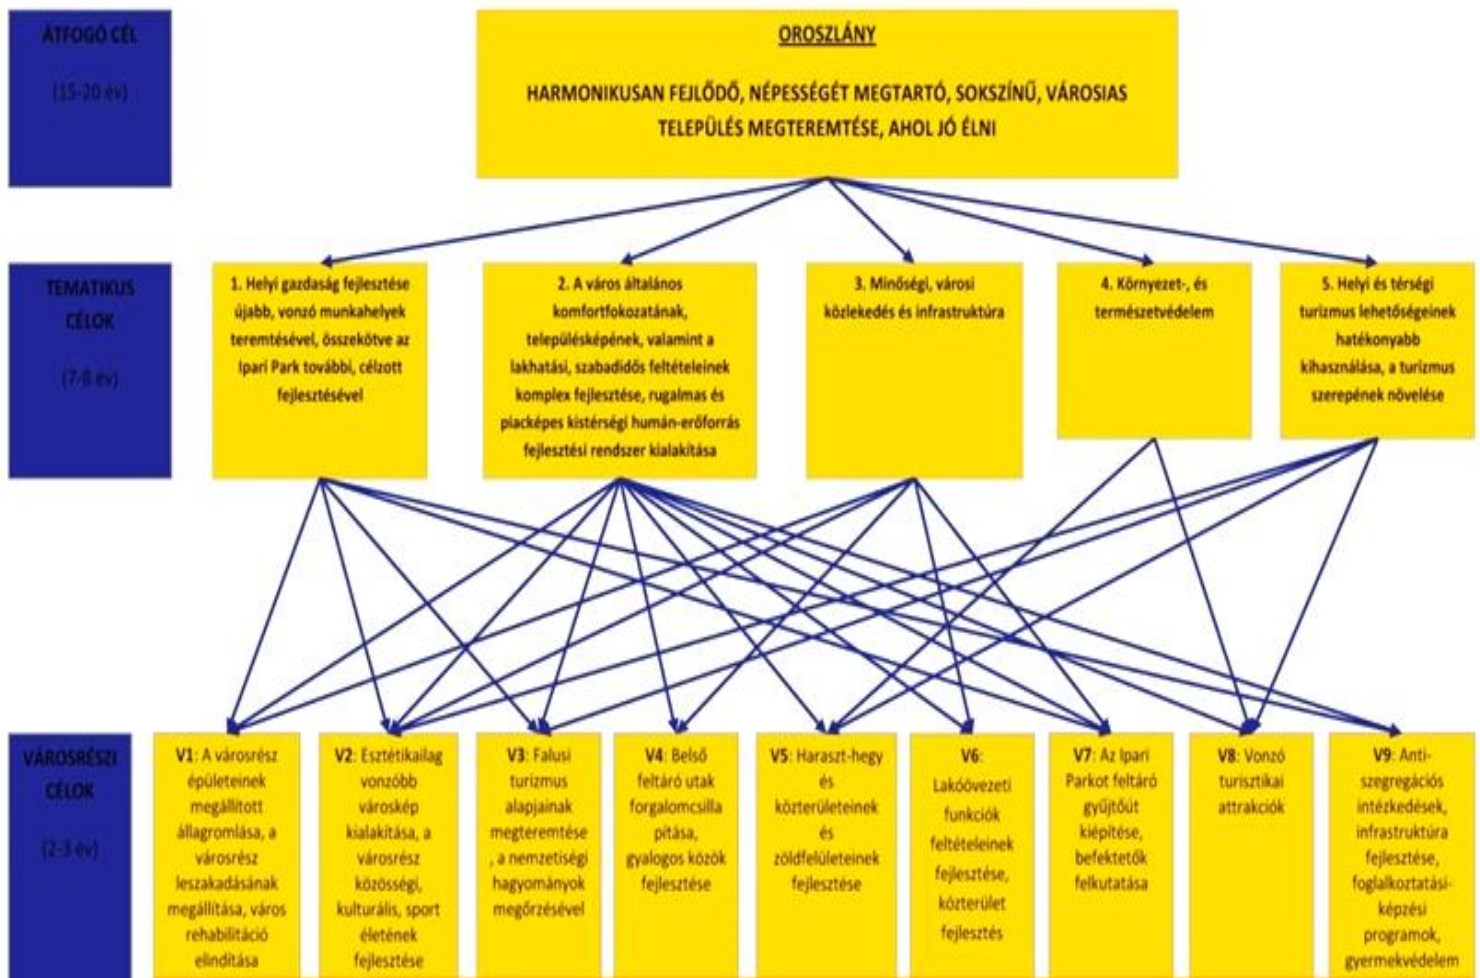 ÁTFOGÓ CÉL
(15-20 év)
OROSZLÁNY
HARMONIKUSAN FEJLŐDŐ, NÉPESSÉGÉT MEGTARTÓ, SOKSZÍNŰ, VÁROSIAS
TELEPÜLÉS MEGTEREMTÉSE, AHOL JÓ ÉLNI
TEMATIKUS
CÉLOK
(7-8 év)
1. Helyi gazdaság fejlesztése
újabb, vonzó munkahelyek
teremtésével, összekötve az
Ipari Park további, célzott
fejlesztésével
2. A város általános
komfortfokozatának,
településképének, valamint a
lakhatási, szabadidős feltételeinek
komplex fejlesztése, rugalmas és
piacképes kistérségi humán-erőforrás
fejlesztési rendszer kialakítása
3. Minőségi, városi
közlekedés és infrastruktúra
4. Környezet-, és
természetvédelem
5. Helyi és térségi
turizmus lehetőségeinek
hatékonyabb
kihasználása, a turizmus
szerepének növelése
VÁROSRÉSZI
CÉLOK
(2-3 év)
V1: A városrész
épületeinek
megállított
állagromlása, a
városrész
leszakadásának
megállítása, város
rehabilitáció
elindítása
V2: Esztétikailag
vonzóbb
városkép
kialakítása, a
városrész
közösségi,
kulturális, sport
életének
fejlesztése
V3: Falusi
turizmus
alapjainak
megteremtése
, a nemzetiségi
hagyományok
megőrzésével
V4: Belső
feltáró utak
forgalomcsilla
pítása,
gyalogos közök
fejlesztése
V5: Haraszt-hegy
és
közterületeinek
és
zöldfelületeinek
fejlesztése
V6:
Lakóövezeti
funkciók
feltételeinek
fejlesztése,
közterület
fejlesztés
V7: Az Ipari
Parkot feltáró
gyűjtőút
kiépítése,
befektetők
felkutatása
V8: Vonzó
turisztikai
attrakciók
V9: Anti-
szegregációs
intézkedések,
infrastruktúra
fejlesztése,
foglalkoztatási-
képzési
programok,
gyermekvédelem